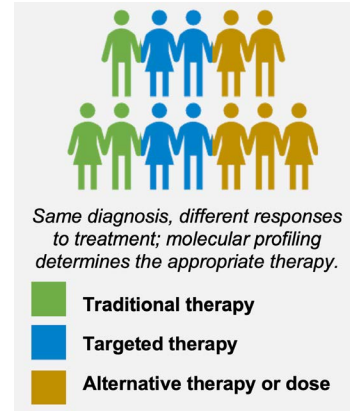 Same diagnosis, different responses
to treatment; molecular profiling
determines the appropriate therapy.
Traditional therapy
Targeted therapy
Alternative therapy or dose